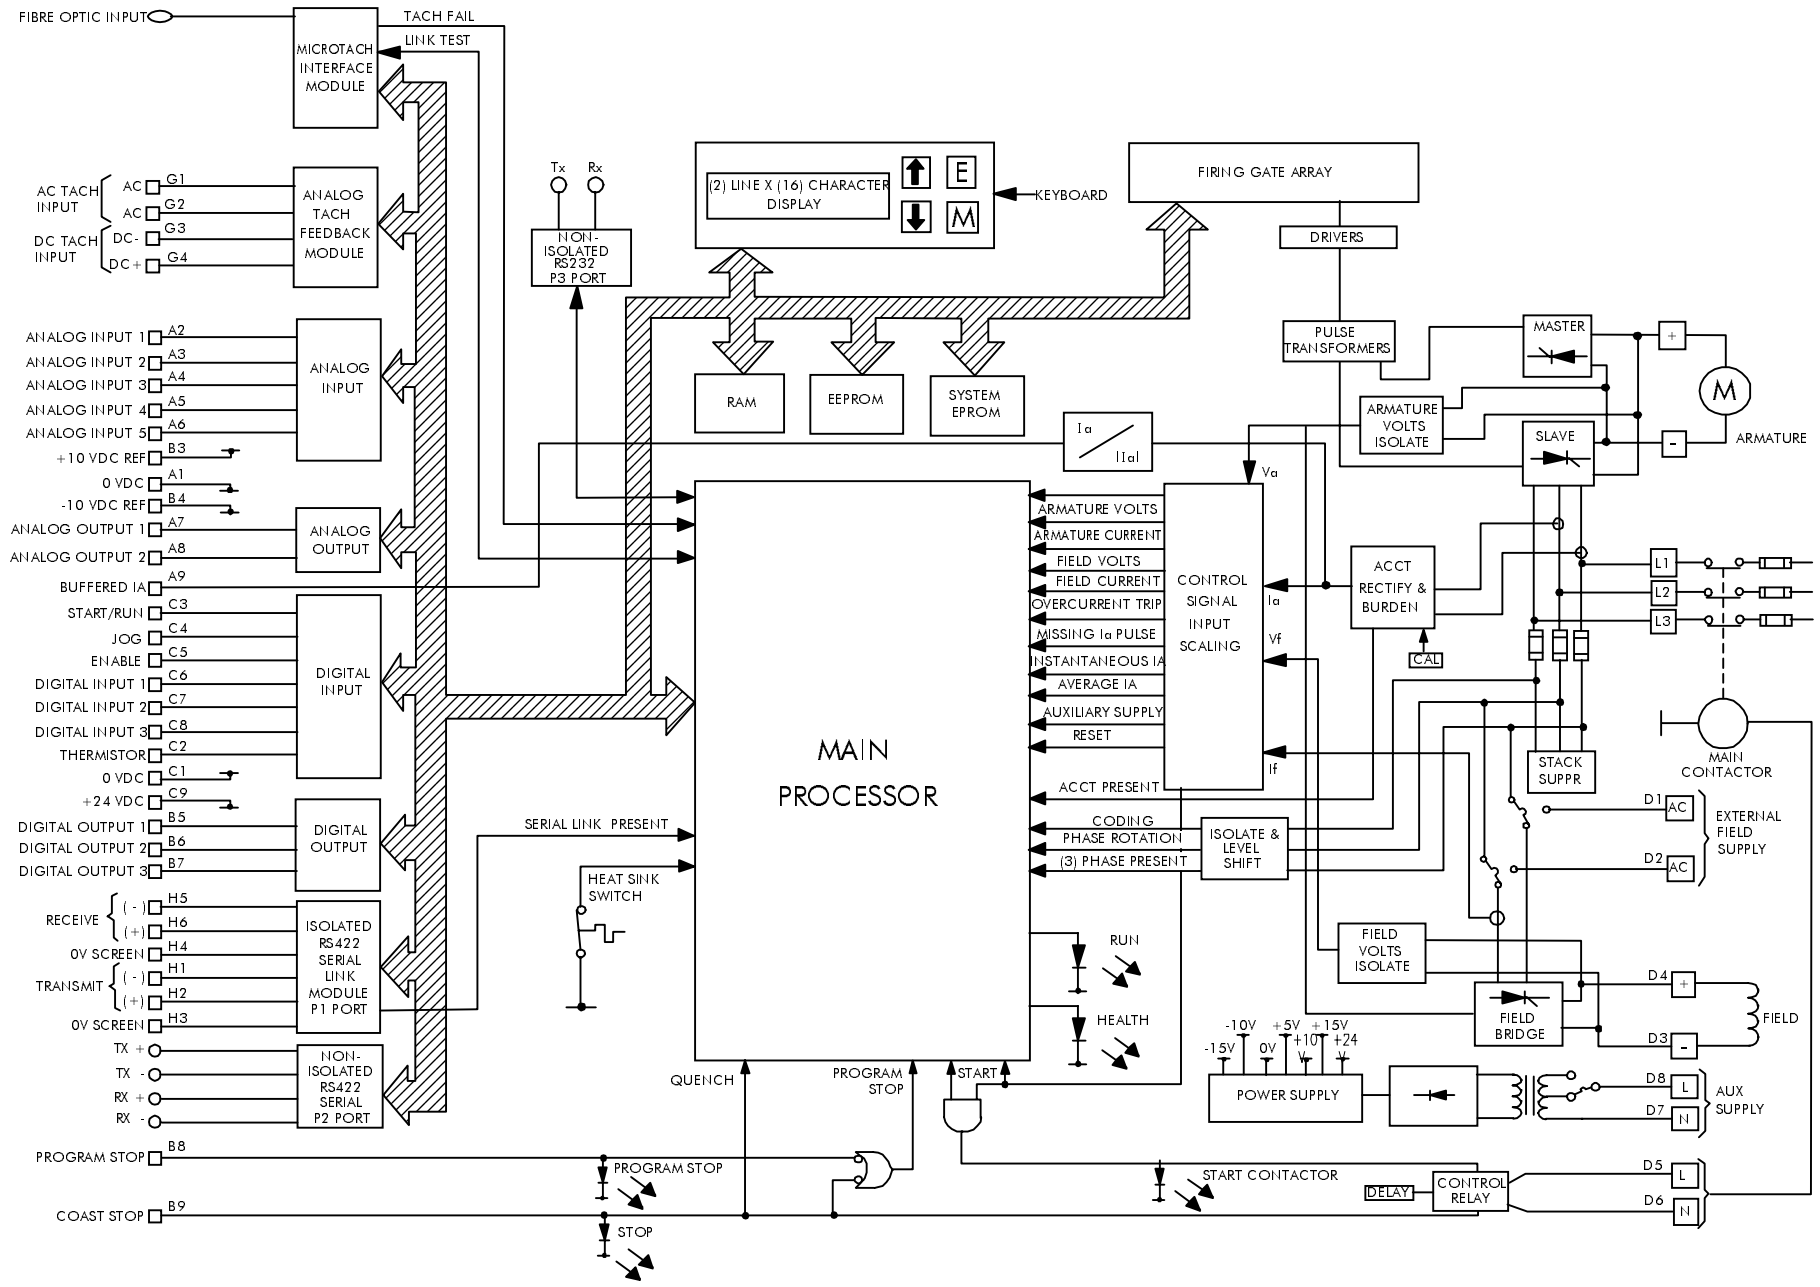 FIBRE OPTIC INPUT
MICROTACH
INTERFACE
MODULE
TACH FAIL
LINK TEST
AC TACH
INPUT
AC G1
AC G2
DC TACH
INPUT
DC- G3
DC+ G4
ANALOG
TACH
FEEDBACK
MODULE
ANALOG INPUT 1 A2
ANALOG INPUT 2 A3
ANALOG INPUT 3 A4
ANALOG INPUT 4 A5
ANALOG INPUT 5 A6
ANALOG
INPUT
+10 VDC REF B3
0 VDC A1
-10 VDC REF B4
ANALOG OUTPUT 1 A7
ANALOG OUTPUT 2 A8
ANALOG
OUTPUT
BUFFERED IA A9
START/RUN C3
JOG C4
ENABLE C5
DIGITAL INPUT 1 C6
DIGITAL INPUT 2 C7
DIGITAL INPUT 3 C8
THERMISTOR C2
DIGITAL
INPUT
0 VDC C1
+24 VDC C9
DIGITAL OUTPUT 1 B5
DIGITAL OUTPUT 2 B6
DIGITAL OUTPUT 3 B7
DIGITAL
OUTPUT
RECEIVE
(-) H5
(+) H6
0V SCREEN H4
TRANSMIT
(-) H1
(+) H2
0V SCREEN H3
ISOLATED
RS422
SERIAL
LINK
MODULE
P1 PORT
TX +
TX -
RX +
RX -
NON-
ISOLATED
RS422
SERIAL
P2 PORT
PROGRAM STOP B8
COAST STOP B9
Tx Rx
NON-
ISOLATED
RS232
P3 PORT
(2) LINE X (16) CHARACTER
DISPLAY
E
M
KEYBOARD
RAM
EEPROM
SYSTEM
EPROM
FIRING GATE ARRAY
DRIVERS
PULSE
TRANSFORMERS
Ia
|Ia|
MAIN
PROCESSOR
SERIAL LINK PRESENT
HEAT SINK
SWITCH
ARMATURE VOLTS
ARMATURE CURRENT
FIELD VOLTS
FIELD CURRENT
OVERCURRENT TRIP
MISSING Ia PULSE
INSTANTANEOUS IA
AVERAGE IA
AUXILIARY SUPPLY
RESET
ACCT PRESENT
CODING
PHASE ROTATION
(3) PHASE PRESENT
CONTROL
SIGNAL
INPUT
SCALING
Va
Ia
Vf
If
ISOLATE &
LEVEL
SHIFT
ACCT
RECTIFY &
BURDEN
CAL
ARMATURE
VOLTS
ISOLATE
MASTER
SLAVE
+
-
M
ARMATURE
L1
L2
L3
STACK
SUPPR
MAIN
CONTACTOR
D1 AC
D2 AC
EXTERNAL
FIELD
SUPPLY
FIELD
VOLTS
ISOLATE
FIELD
BRIDGE
D4 +
D3 -
FIELD
RUN
HEALTH
QUENCH
PROGRAM
STOP
START
-15V
-10V
0V
+5V
+10
V
+15V
+24
V
POWER SUPPLY
D8 L
D7 N
AUX
SUPPLY
PROGRAM STOP
STOP
START CONTACTOR
DELAY
CONTROL
RELAY
D5 L
D6 N